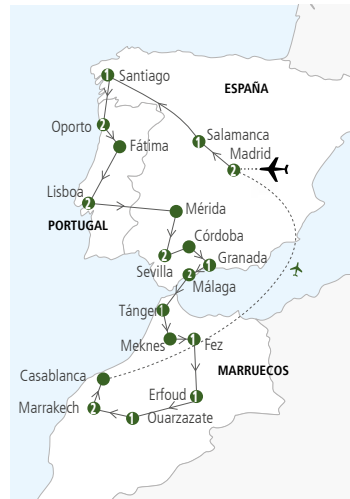 1 Santiago
ESPAÑA
Oporto 2
1 Salamanca
Fátima
Madrid
2
Lisboa
2
Mérida
PORTUGAL
Córdoba
2
1 Granada
Sevilla
2
Málaga
Tánger 1
Meknes
1
Fez
MARRUECOS
Casablanca
Erfoud
1
Marrakech 2
1
Ouarzazate